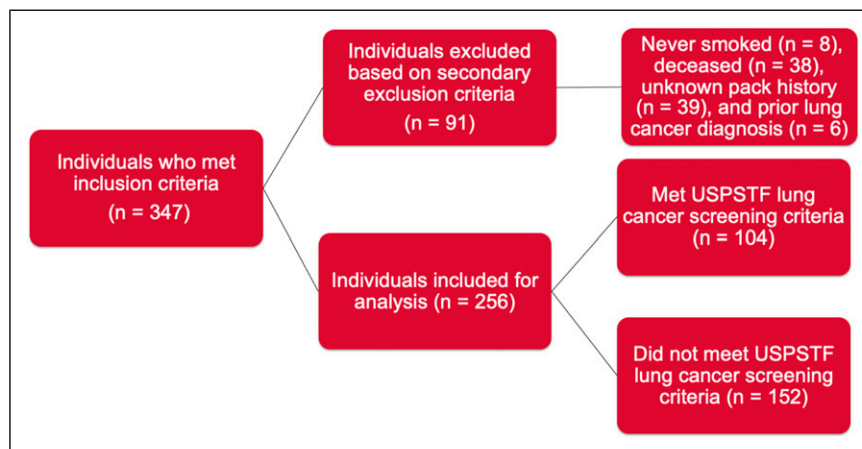 Individuals who met
inclusion criteria
(n = 347)
Individuals excluded
based on secondary
exclusion criteria
(n = 91)
Never smoked (n = 8),
deceased (n = 38),
unknown pack history
(n = 39), and prior lung
cancer diagnosis (n = 6)
Individuals included for
analysis (n = 256)
Met USPSTF lung
cancer screening criteria
(n = 104)
Did not meet USPSTF
lung cancer screening
criteria (n = 152)